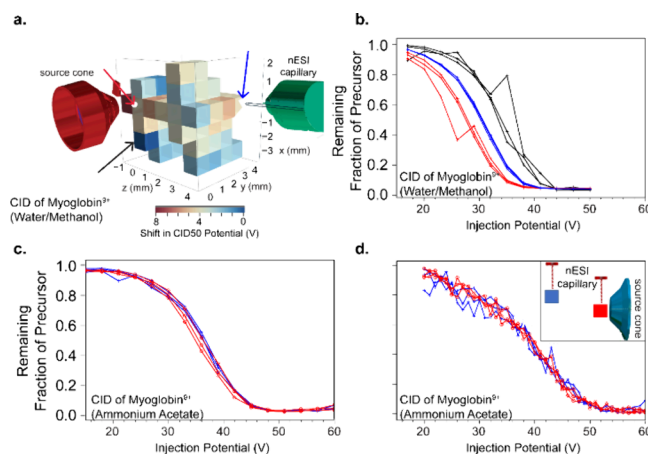 a.
source cone
nESI
capillary
2
1
0
-1
-2
-3
x (mm)
-1
0
1
2
3
4
z (mm)
0
2
4
y (mm)
CID of Myoglobin⁹⁺
(Water/Methanol)
8
6
4
2
0
Shift in CID50 Potential (V)
b.
Remaining
Fraction of Precursor
1.0
0.8
0.6
0.4
0.2
0.0
CID of Myoglobin⁹⁺
(Water/Methanol)
20
30
40
50
60
Injection Potential (V)
c.
Remaining
Fraction of Precursor
1.0
0.8
0.6
0.4
0.2
0.0
CID of Myoglobin⁹⁺
(Ammonium Acetate)
20
30
40
50
60
Injection Potential (V)
d.
nESI
capillary
source cone
CID of Myoglobin⁹⁺
(Ammonium Acetate)
20
30
40
50
60
Injection Potential (V)